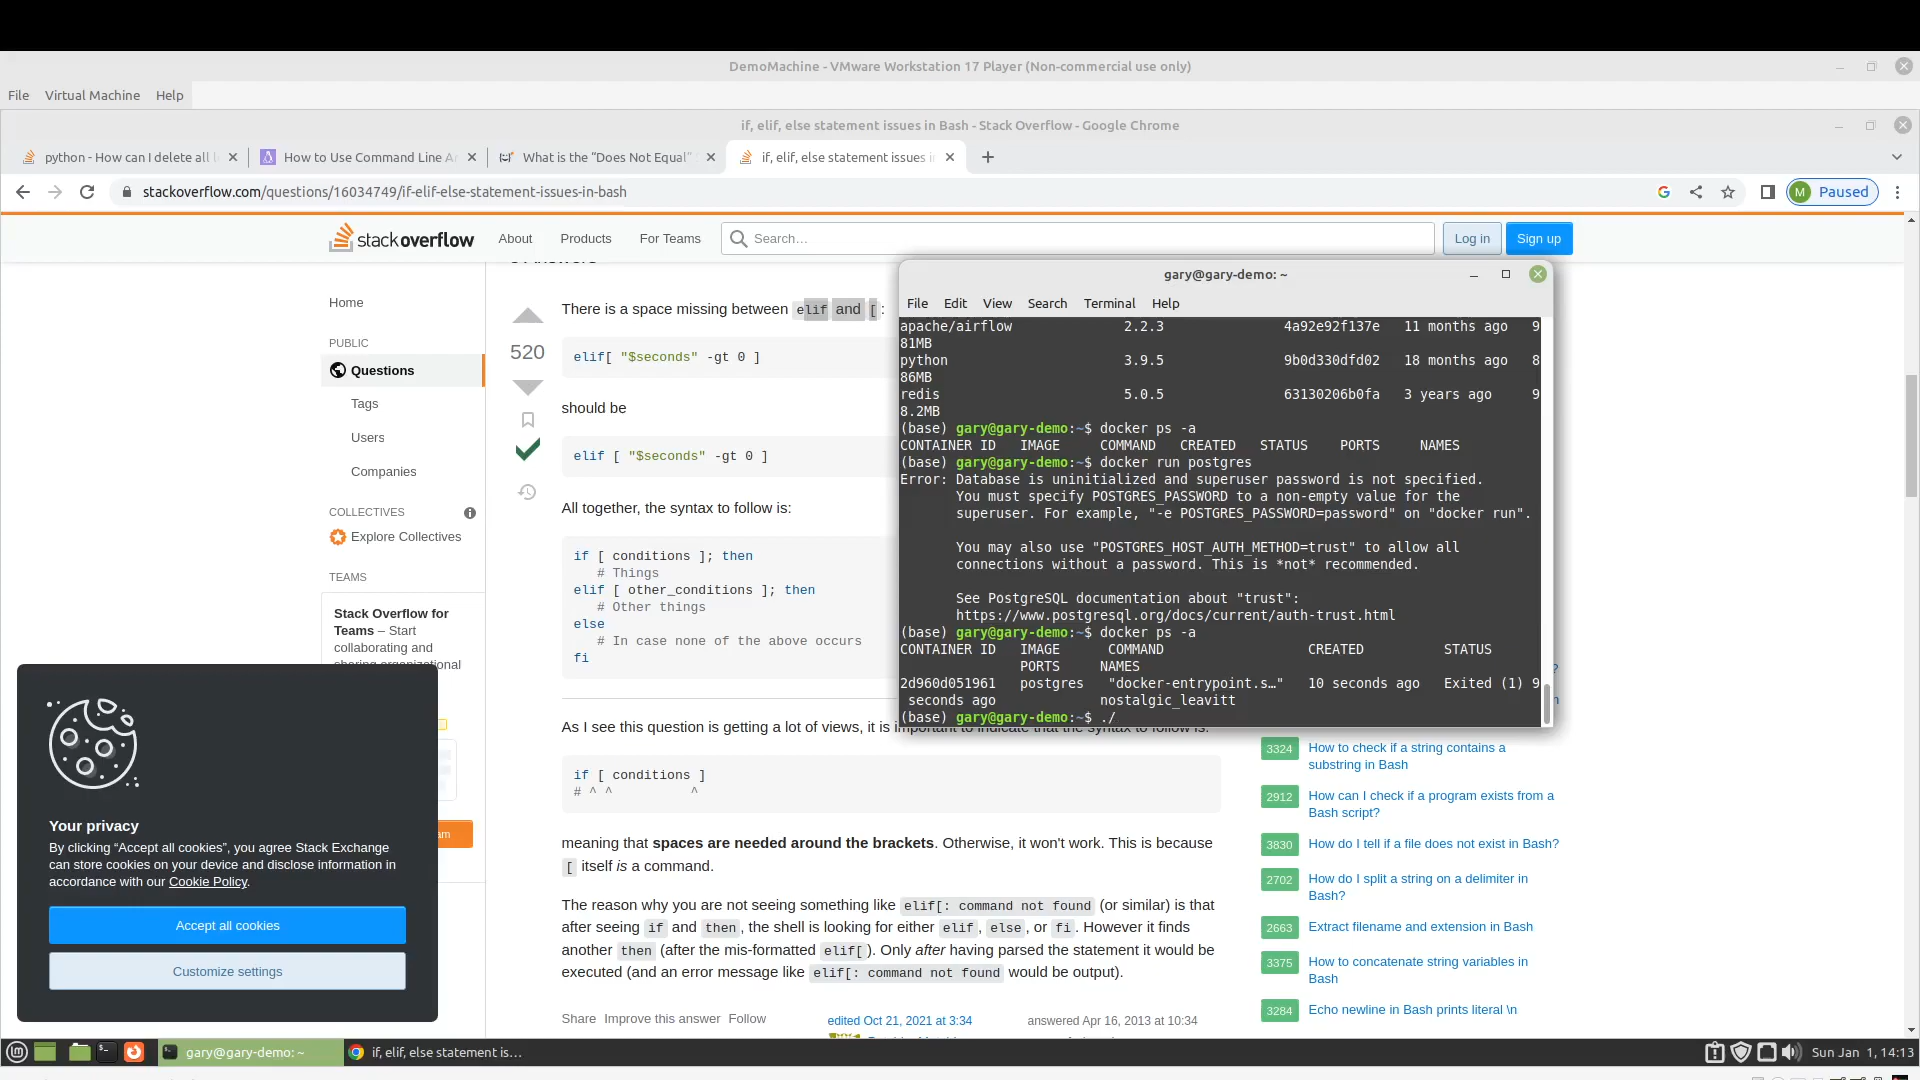 DemoMachine - VMware Workstation 17 Player (Non-commercial use only)
File Virtual Machine Help
if, elif, else statement issues in Bash - Stack Overflow - Google Chrome
python - How can I delete all
How to Use Command Line A
What is the “Does Not Equal”
if, elif, else statement issues i
stackoverflow.com/questions/16034749/if-elif-else-statement-issues-in-bash
M Paused
stackoverflow About Products For Teams Search… Log in Sign up
Home
PUBLIC
Questions
Tags
Users
Companies
COLLECTIVES
Explore Collectives
TEAMS
Stack Overflow for
Teams – Start
collaborating and
sharing organizational
Your privacy
By clicking “Accept all cookies”, you agree Stack Exchange
can store cookies on your device and disclose information in
accordance with our Cookie Policy.
Accept all cookies
Customize settings
There is a space missing between elif and [ :
520
elif[ "$seconds" -gt 0 ]
should be
elif [ "$seconds" -gt 0 ]
All together, the syntax to follow is:
if [ conditions ]; then
# Things
elif [ other_conditions ]; then
# Other things
else
# In case none of the above occurs
fi
As I see this question is getting a lot of views, it is important to indicate that the syntax to follow is:
if [ conditions ]
# ^ ^ ^
meaning that spaces are needed around the brackets. Otherwise, it won't work. This is because
[ itself is a command.
The reason why you are not seeing something like elif[: command not found (or similar) is that
after seeing if and then, the shell is looking for either elif, else, or fi. However it finds
another then (after the mis-formatted elif[). Only after having parsed the statement it would be
executed (and an error message like elif[: command not found would be output).
Share Improve this answer Follow
edited Oct 21, 2021 at 3:34
answered Apr 16, 2013 at 10:34
gary@gary-demo: ~
File Edit View Search Terminal Help
apache/airflow 2.2.3 4a92e92f137e 11 months ago 9
81MB
python 3.9.5 9b0d330dfd02 18 months ago 8
86MB
redis 5.0.5 63130206b0fa 3 years ago 9
8.2MB
(base) gary@gary-demo:~$ docker ps -a
CONTAINER ID IMAGE COMMAND CREATED STATUS PORTS NAMES
(base) gary@gary-demo:~$ docker run postgres
Error: Database is uninitialized and superuser password is not specified.
You must specify POSTGRES_PASSWORD to a non-empty value for the
superuser. For example, "-e POSTGRES_PASSWORD=password" on "docker run".
You may also use "POSTGRES_HOST_AUTH_METHOD=trust" to allow all
connections without a password. This is *not* recommended.
See PostgreSQL documentation about "trust":
https://www.postgresql.org/docs/current/auth-trust.html
(base) gary@gary-demo:~$ docker ps -a
CONTAINER ID IMAGE COMMAND CREATED STATUS
PORTS NAMES
2d960d051961 postgres "docker-entrypoint.s…" 10 seconds ago Exited (1) 9
seconds ago nostalgic_leavitt
(base) gary@gary-demo:~$ ./
3324 How to check if a string contains a
substring in Bash
2912 How can I check if a program exists from a
Bash script?
3830 How do I tell if a file does not exist in Bash?
2702 How do I split a string on a delimiter in
Bash?
2663 Extract filename and extension in Bash
3375 How to concatenate string variables in
Bash
3284 Echo newline in Bash prints literal \n
gary@gary-demo: ~
if, elif, else statement is…
Sun Jan 1, 14:13